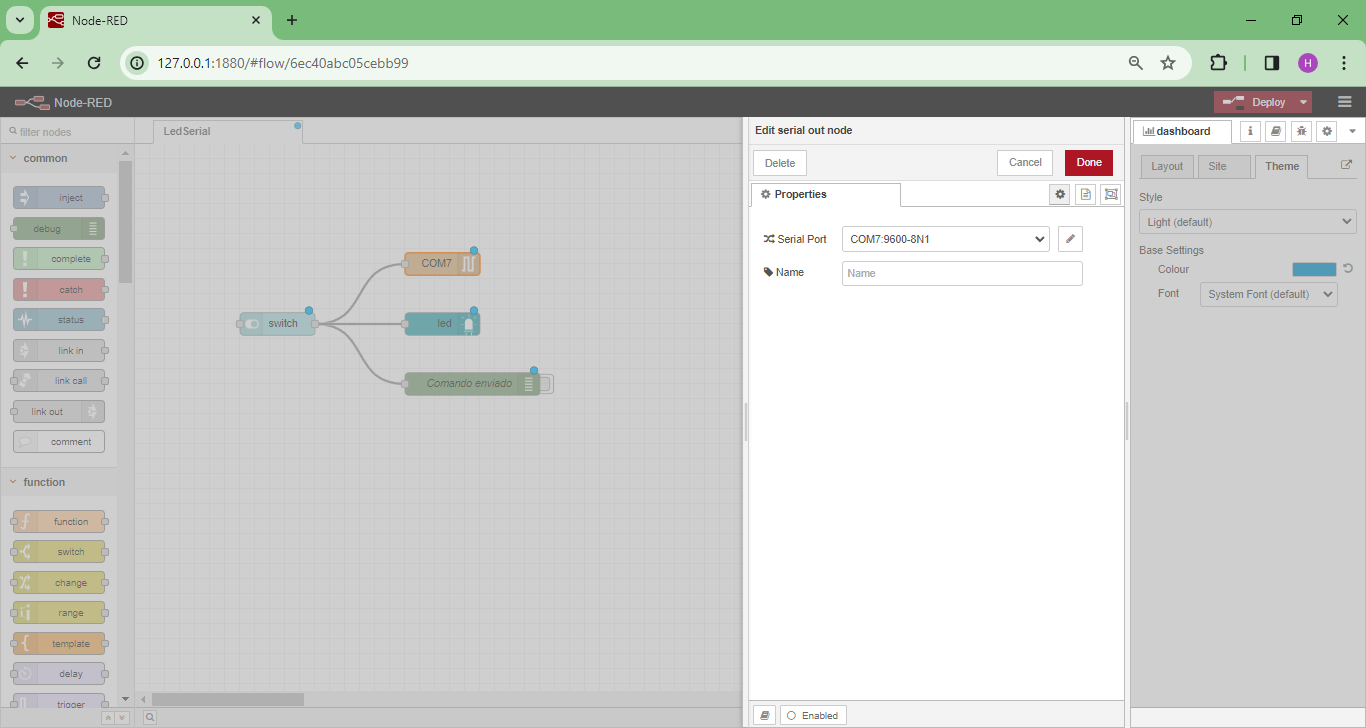 Node-RED
127.0.0.1:1880/#flow/6ec40abc05cebb99
H
Node-RED
Deploy
filter nodes
common
inject
debug
complete
catch
status
link in
link call
link out
comment
function
function
switch
change
range
template
delay
trigger
LedSerial
COM7
switch
led
Comando enviado
Edit serial out node
Delete
Cancel
Done
Properties
Serial Port
COM7:9600-8N1
Name
Name
Enabled
dashboard
i
Layout
Site
Theme
Style
Light (default)
Base Settings
Colour
Font
System Font (default)